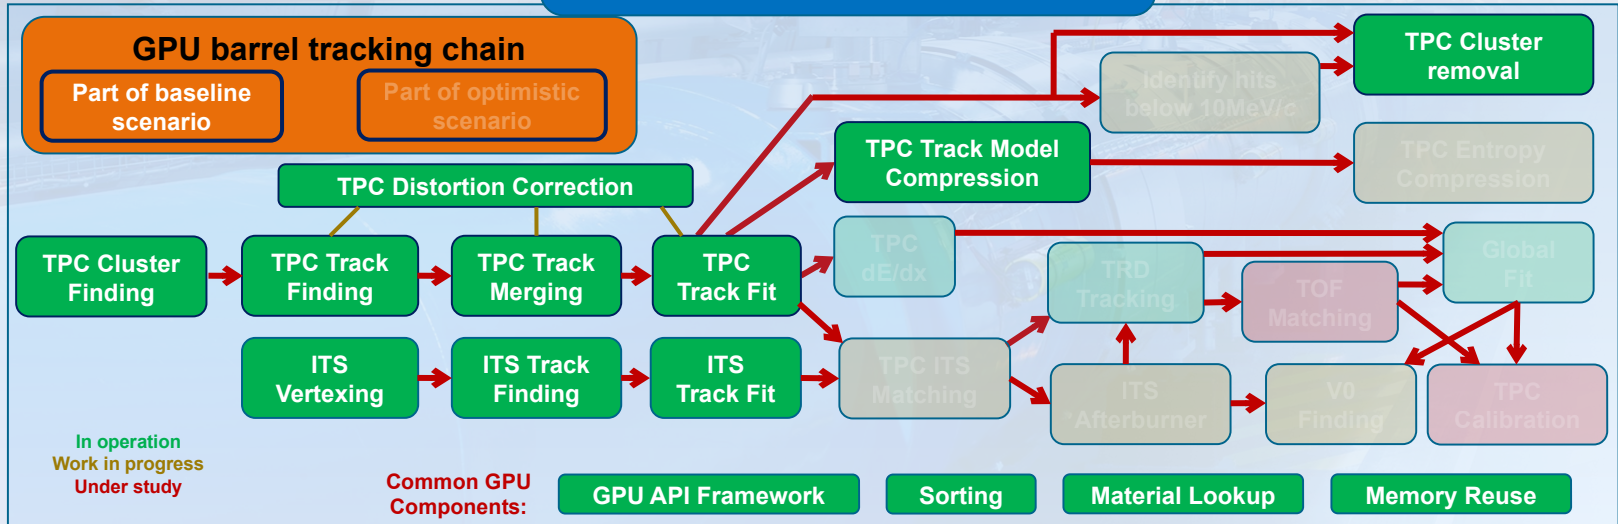 GPU barrel tracking chain
Part of baseline
scenario
Part of optimistic
scenario
TPC Cluster
removal
Identify hits
below 10MeV/c
TPC Track Model
Compression
TPC Entropy
Compression
TPC Distortion Correction
TPC Cluster
Finding
TPC Track
Finding
TPC Track
Merging
TPC
Track Fit
TPC
dE/dx
TRD
Tracking
TOF
Matching
Global
Fit
ITS
Vertexing
ITS Track
Finding
ITS
Track Fit
TPC ITS
Matching
ITS
Afterburner
V0
Finding
TPC
Calibration
In operation
Work in progress
Under study
Common GPU
Components:
GPU API Framework
Sorting
Material Lookup
Memory Reuse